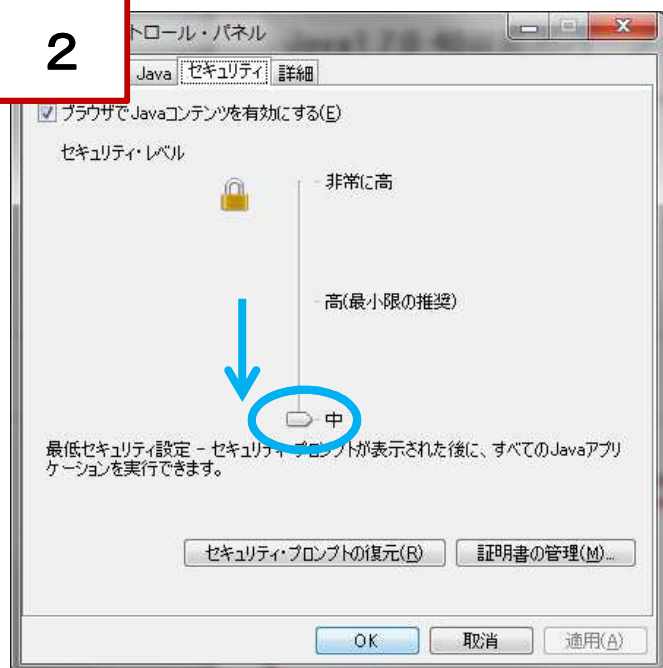 2
トロール・パネル
Java セキュリティ 詳細
ブラウザでJavaコンテンツを有効にする(E)
セキュリティ・レベル
非常に高
高(最小限の推奨)
中
最低セキュリティ設定 - セキュリティ・プロンプトが表示された後に、すべてのJavaアプリ
ケーションを実行できます。
セキュリティ・プロンプトの復元(R) 証明書の管理(M)...
OK 取消 適用(A)